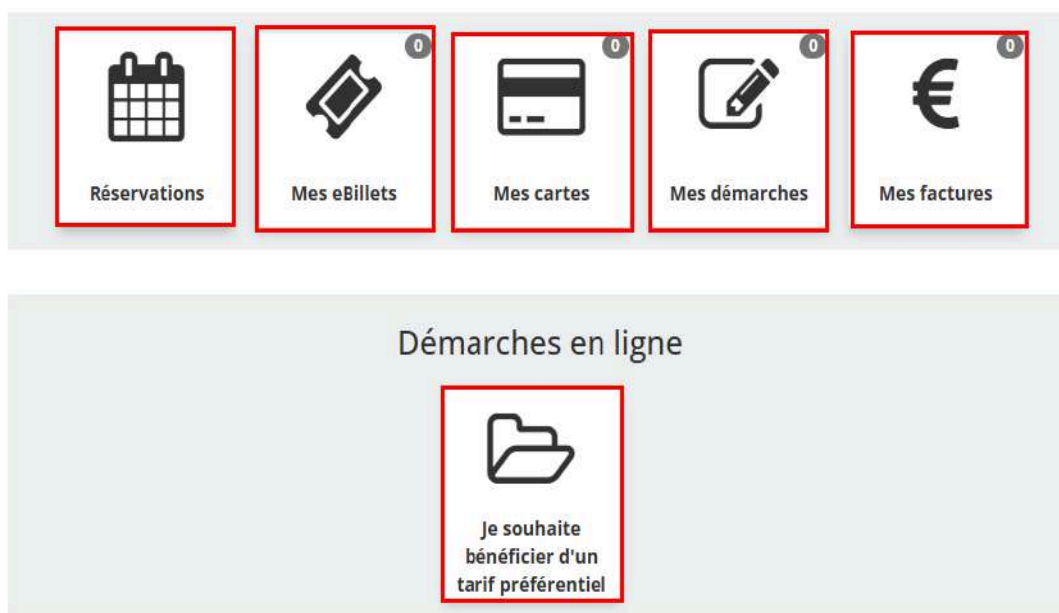 0 0 0 0
Réservations Mes eBillets Mes cartes Mes démarches Mes factures
Démarches en ligne
Je souhaite
bénéficier d'un
tarif préférentiel